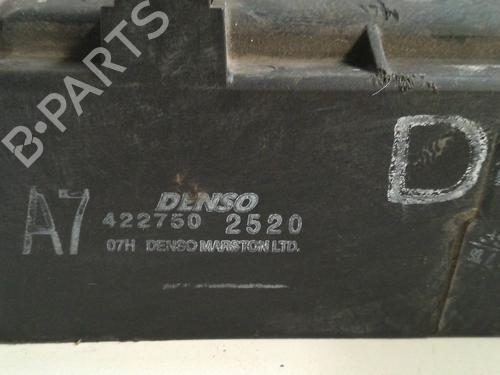 B-PARTS
D
DENSO
A7 422750 2520
07H DENSO MARSTON LTD.